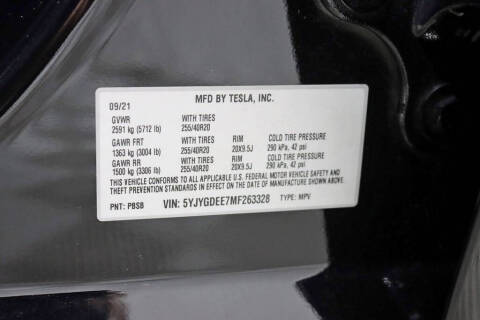 09/21 MFD BY TESLA, INC.
GVWR WITH TIRES
2591 kg (5712 lb) 255/40R20
GAWR FRT WITH TIRES RIM COLD TIRE PRESSURE
1363 kg (3004 lb) 255/40R20 20X9.5J 290 kPa, 42 psi
GAWR RR WITH TIRES RIM COLD TIRE PRESSURE
1500 kg (3306 lb) 255/40R20 20X9.5J 290 kPa, 42 psi
THIS VEHICLE CONFORMS TO ALL APPLICABLE U.S. FEDERAL MOTOR VEHICLE SAFETY AND
THEFT PREVENTION STANDARDS IN EFFECT ON THE DATE OF MANUFACTURE SHOWN ABOVE.
PNT: PBSB VIN: 5YJYGDEE7MF263328 TYPE: MPV